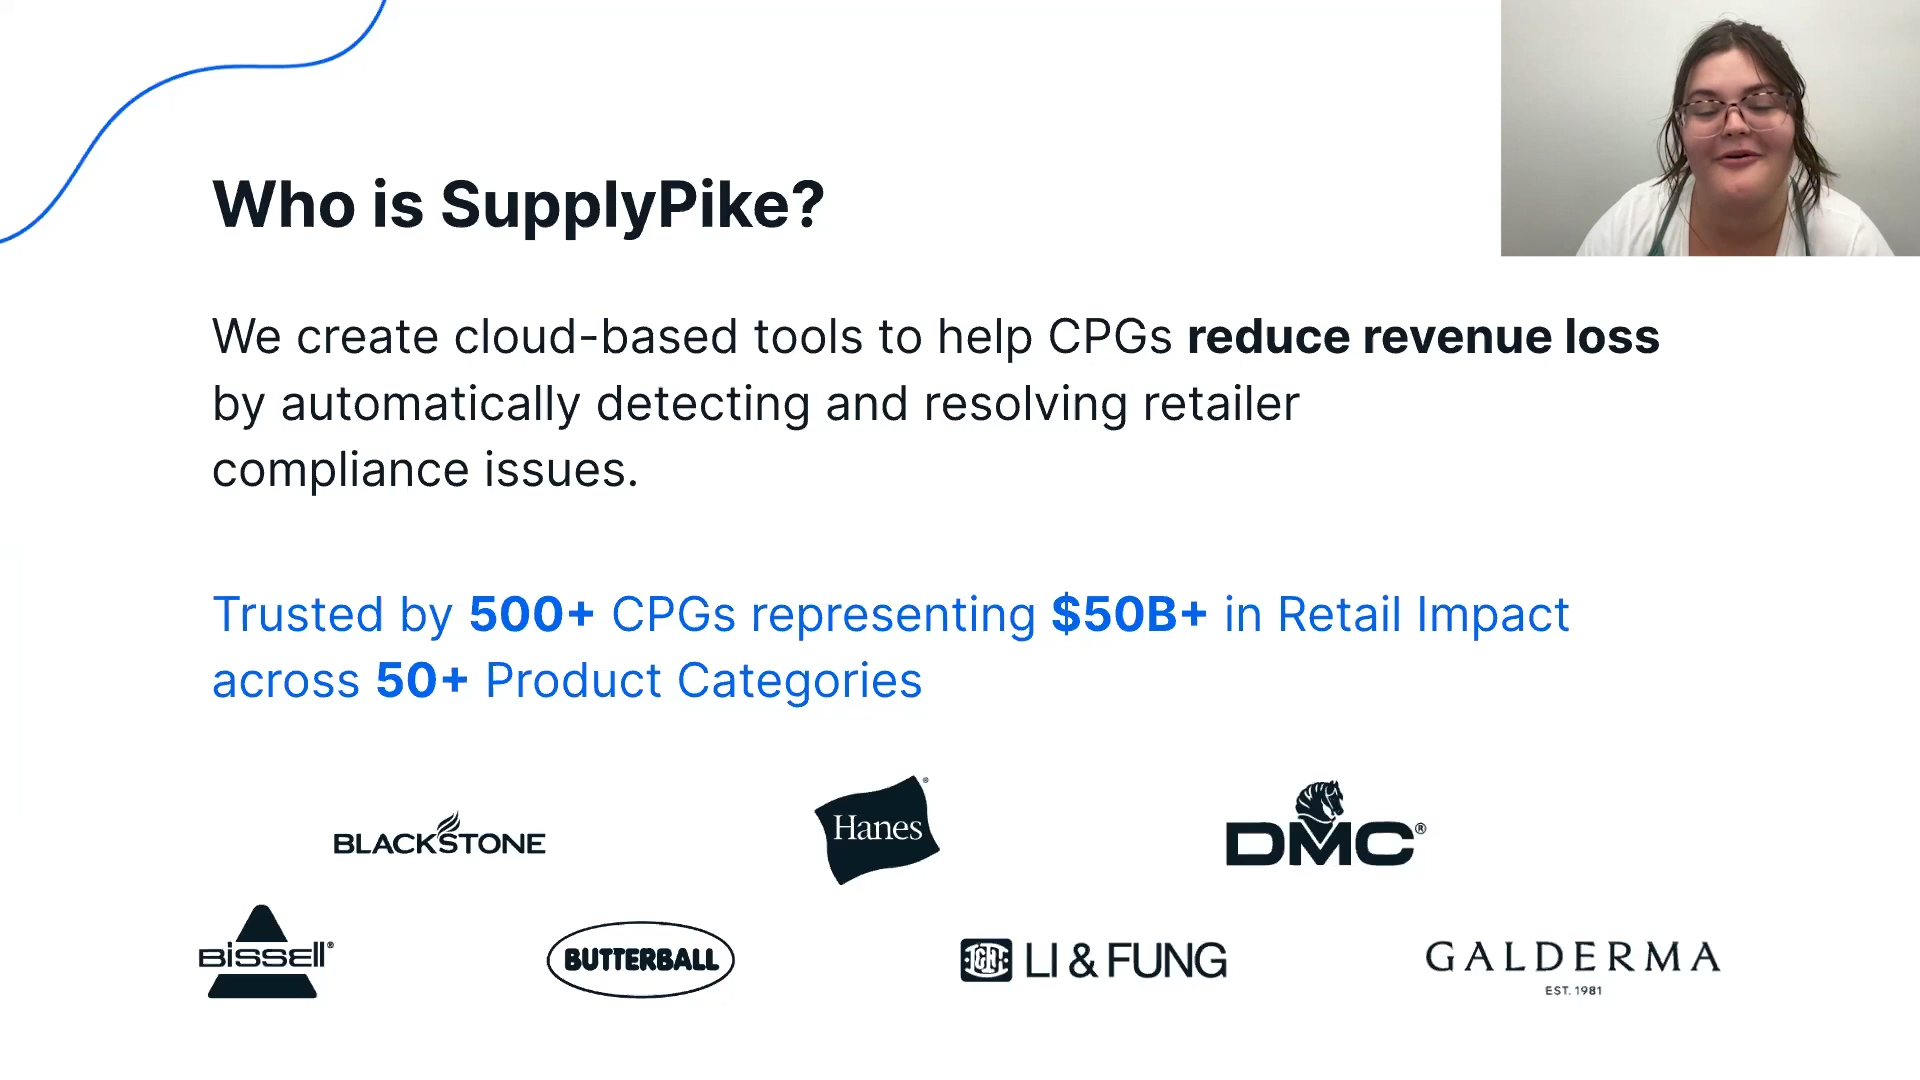 Who is SupplyPike?
We create cloud-based tools to help CPGs reduce revenue loss
by automatically detecting and resolving retailer
compliance issues.
Trusted by 500+ CPGs representing $50B+ in Retail Impact
across 50+ Product Categories
BLACKSTONE
Hanes®
DMC®
BISSELL®
BUTTERBALL
LI & FUNG
GALDERMA
EST. 1981